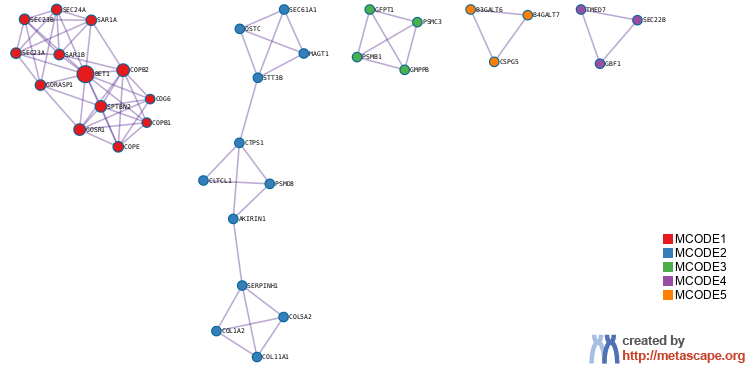 SEC24A
SEC23B
SAR1A
SEC23A
SAR1B
BET1
COPB2
GORASP1
COG6
SPTBN2
COPB1
GOSR1
COPE
SEC61A1
OSTC
MAGT1
STT3B
CTPS1
CLTCL1
PSMD8
AKIRIN1
SERPINH1
COL5A2
COL1A2
COL11A1
GFPT1
PSMC3
PSMB1
GMPPB
B3GALT6
B4GALT7
CSPG5
TMED7
SEC22B
GBF1
MCODE1
MCODE2
MCODE3
MCODE4
MCODE5
created by
http://metascape.org